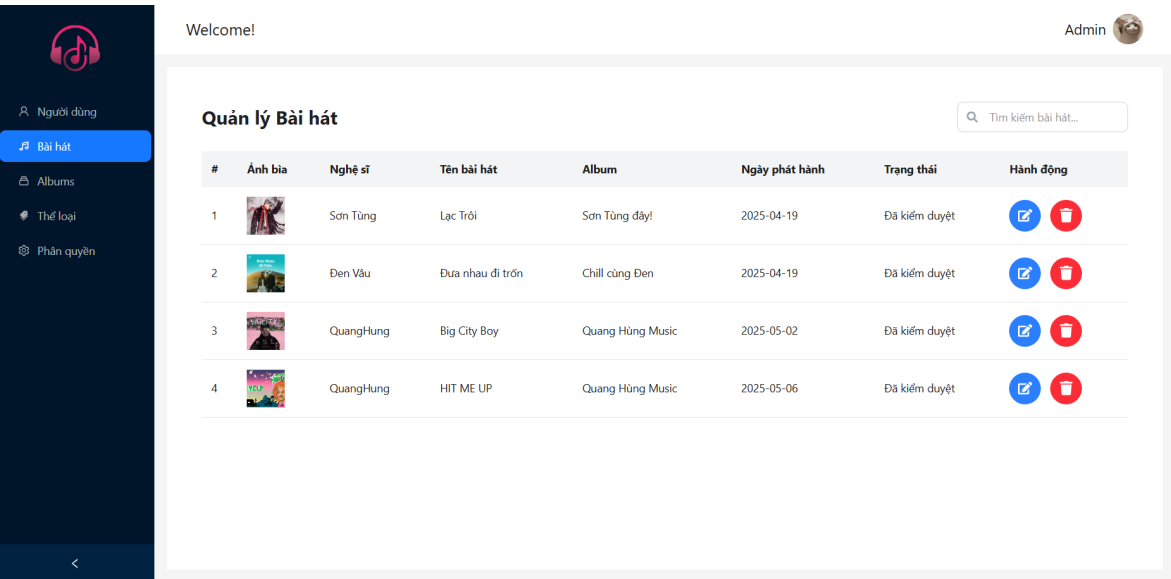 Welcome!
Admin
Người dùng
Bài hát
Albums
Thể loại
Phân quyền
Quản lý Bài hát
Tìm kiếm bài hát...
# Ảnh bìa Nghệ sĩ Tên bài hát Album Ngày phát hành Trạng thái Hành động
1 Sơn Tùng Lạc Trôi Sơn Tùng đây! 2025-04-19 Đã kiểm duyệt
2 Đen Vâu Đưa nhau đi trốn Chill cùng Đen 2025-04-19 Đã kiểm duyệt
3 QuangHung Big City Boy Quang Hùng Music 2025-05-02 Đã kiểm duyệt
4 QuangHung HIT ME UP Quang Hùng Music 2025-05-06 Đã kiểm duyệt